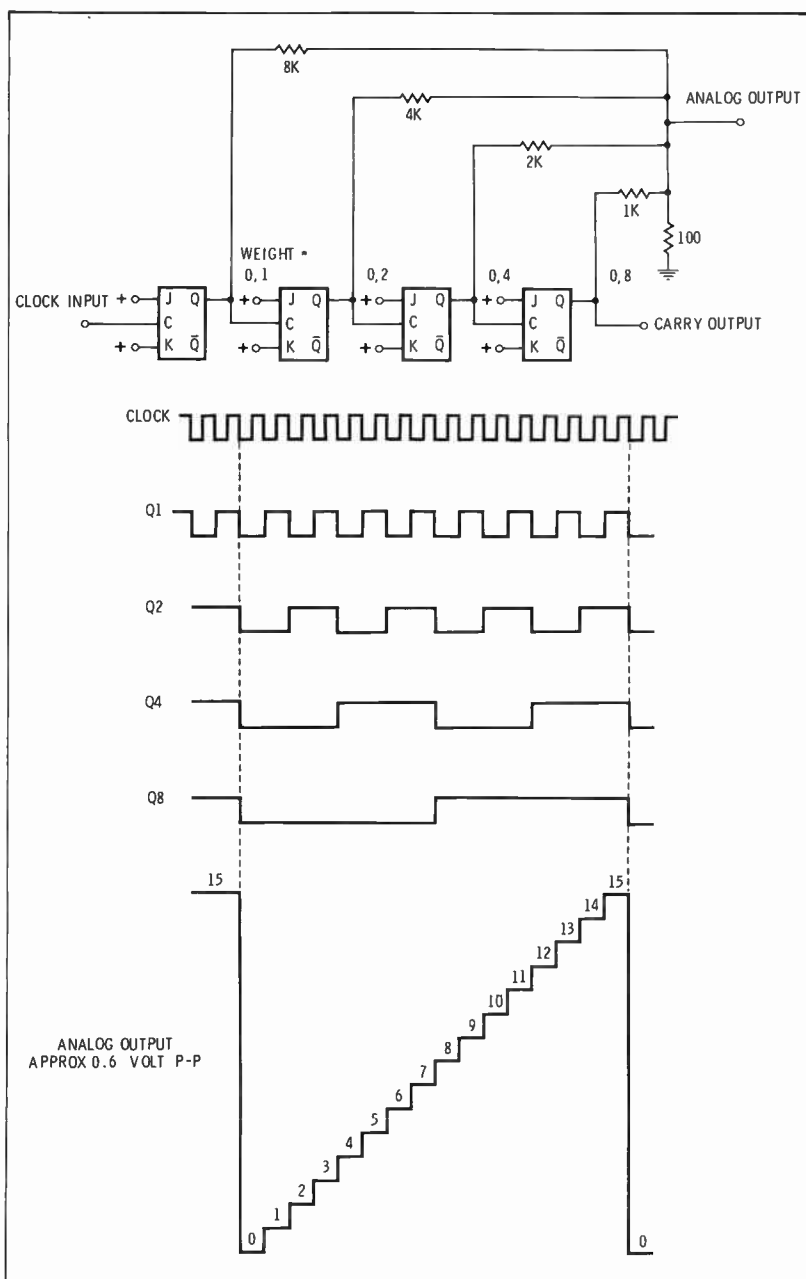 8K
4K
ANALOG OUTPUT
2K
1K
100
WEIGHT =
0,1
0,2
0,4
0,8
CLOCK INPUT
+ J Q
C
+ K Q̅
+ J Q
C
+ K Q̅
+ J Q
C
+ K Q̅
+ J Q
C
+ K Q̅
CARRY OUTPUT
CLOCK
Q1
Q2
Q4
Q8
15
15
14
13
12
11
10
9
8
7
6
5
4
3
2
1
0
0
ANALOG OUTPUT
APPROX 0.6 VOLT P-P